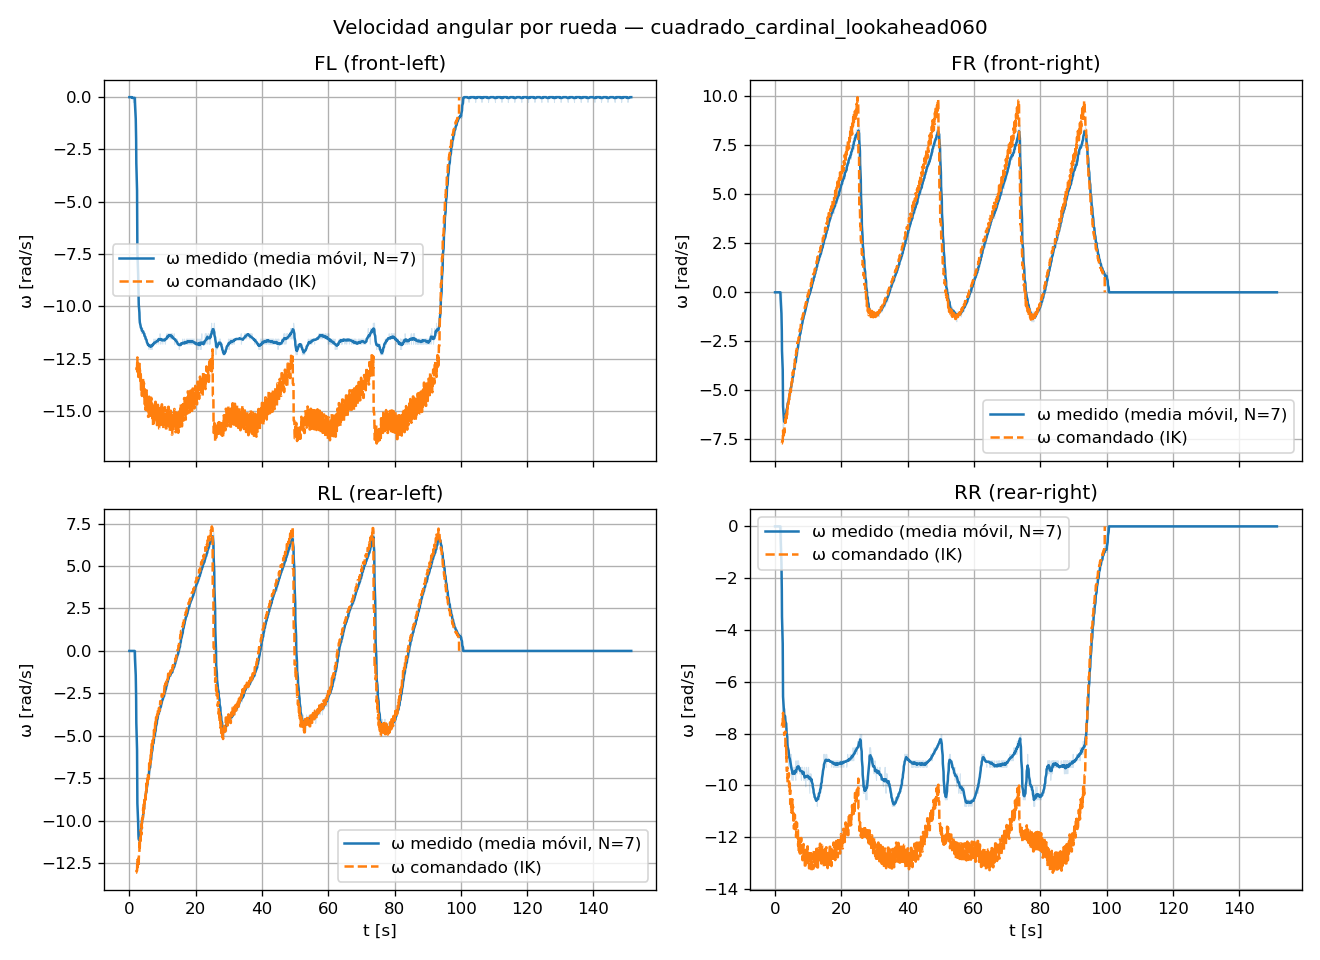 Velocidad angular por rueda — cuadrado_cardinal_lookahead060
FL (front-left)
ω [rad/s]
0.0
−2.5
−5.0
−7.5
−10.0
−12.5
−15.0
ω medido (media móvil, N=7)
ω comandado (IK)
FR (front-right)
ω [rad/s]
10.0
7.5
5.0
2.5
0.0
−2.5
−5.0
−7.5
ω medido (media móvil, N=7)
ω comandado (IK)
RL (rear-left)
ω [rad/s]
7.5
5.0
2.5
0.0
−2.5
−5.0
−7.5
−10.0
−12.5
ω medido (media móvil, N=7)
ω comandado (IK)
0 20 40 60 80 100 120 140
t [s]
RR (rear-right)
ω [rad/s]
0
−2
−4
−6
−8
−10
−12
−14
ω medido (media móvil, N=7)
ω comandado (IK)
0 20 40 60 80 100 120 140
t [s]